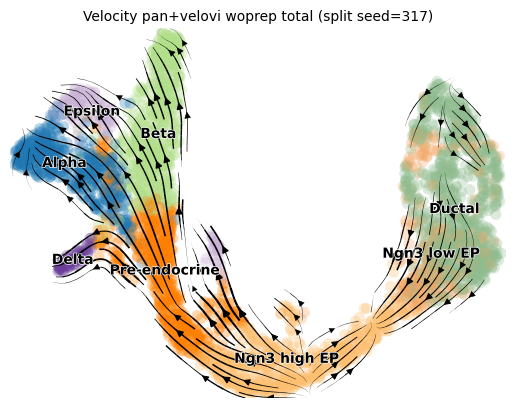 Velocity pan+velovi woprep total (split seed=317)
Epsilon
Beta
Alpha
Ductal
Ngn3 low EP
Delta
Pre-endocrine
Ngn3 high EP